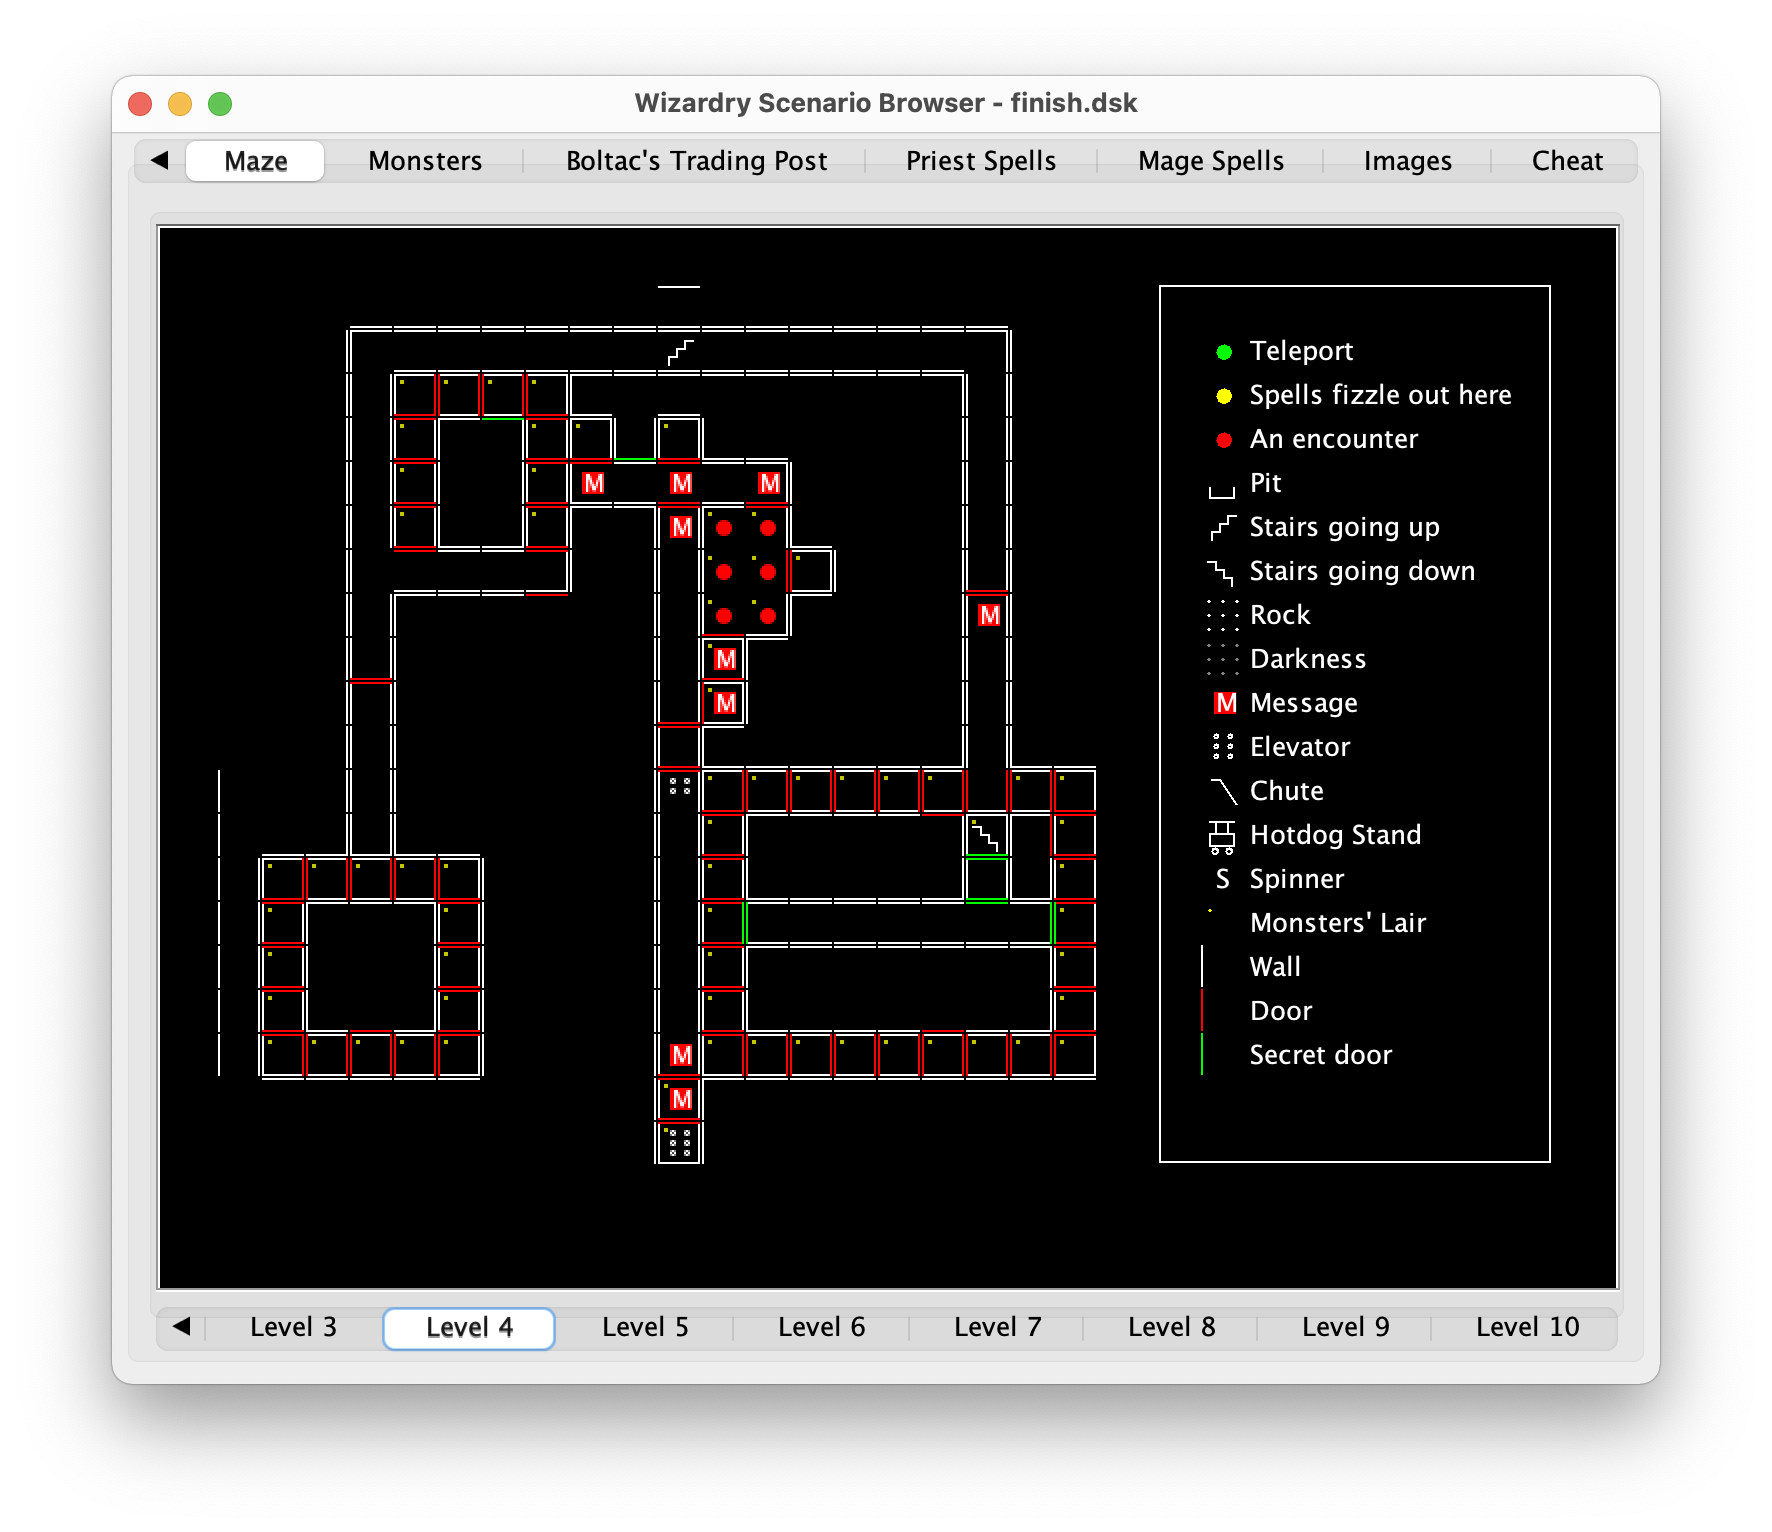 Wizardry Scenario Browser - finish.dsk
Maze Monsters Boltac's Trading Post Priest Spells Mage Spells Images Cheat
Teleport
Spells fizzle out here
An encounter
M M M
Pit
M
Stairs going up
Stairs going down
M
Rock
M
Darkness
M
M Message
Elevator
Chute
Hotdog Stand
S Spinner
Monsters' Lair
Wall
Door
M
Secret door
M
Level 3 Level 4 Level 5 Level 6 Level 7 Level 8 Level 9 Level 10